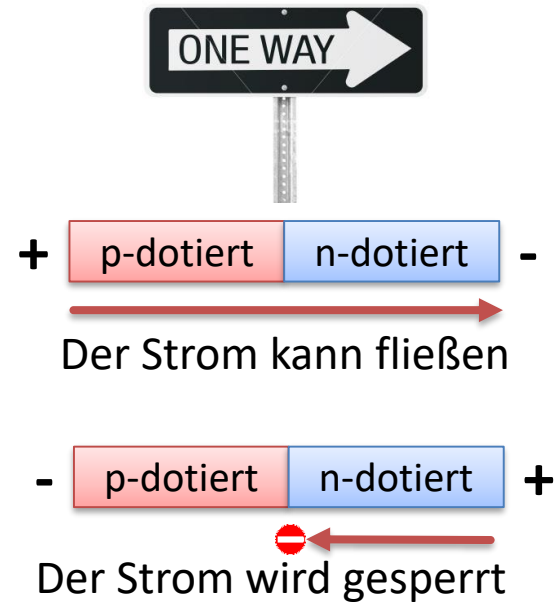 ONE WAY
+ p-dotiert n-dotiert -
Der Strom kann fließen
- p-dotiert n-dotiert +
Der Strom wird gesperrt